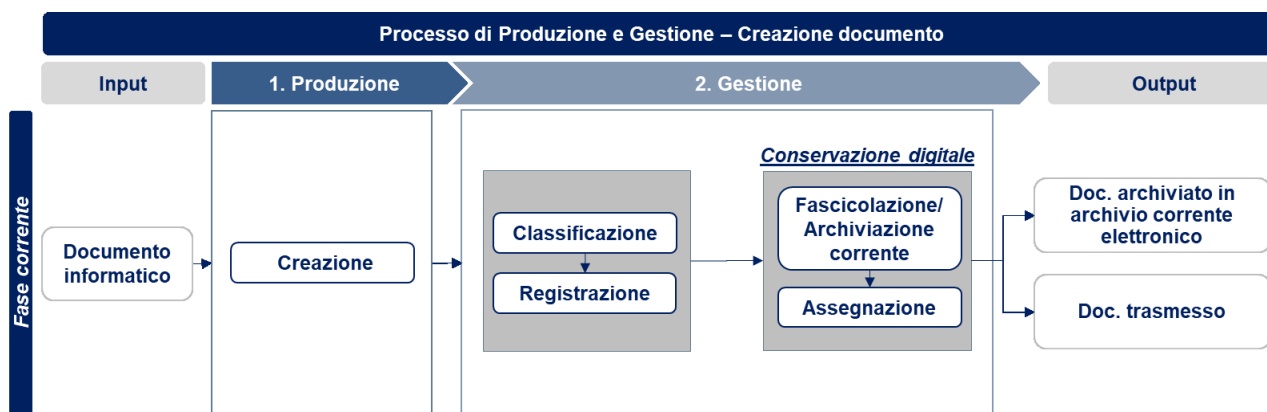 Processo di Produzione e Gestione – Creazione documento
Input
1. Produzione
2. Gestione
Output
Fase corrente
Documento
informatico
Creazione
Classificazione
Registrazione
Conservazione digitale
Fascicolazione/
Archiviazione
corrente
Assegnazione
Doc. archiviato in
archivio corrente
elettronico
Doc. trasmesso